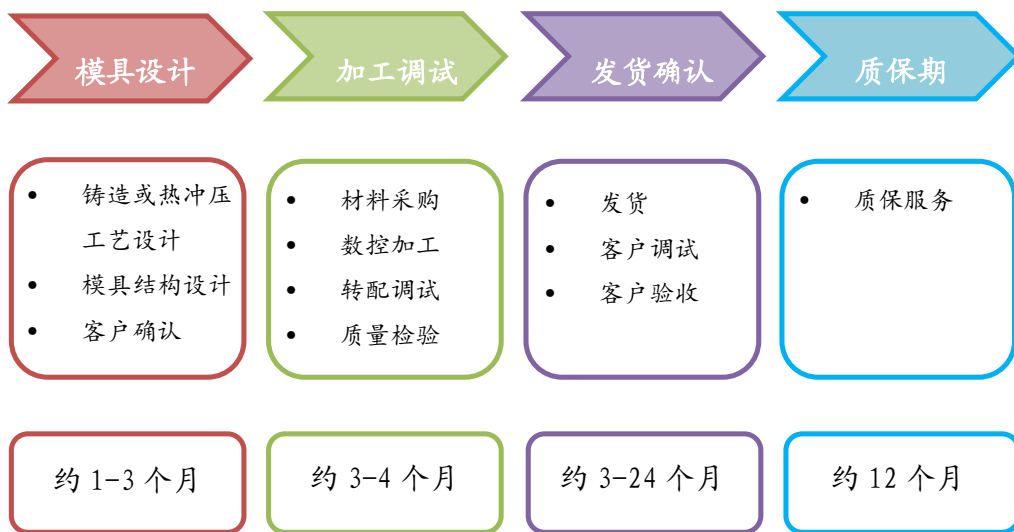 模具设计
加工调试
发货确认
质保期
• 铸造或热冲压
工艺设计
• 模具结构设计
• 客户确认
• 材料采购
• 数控加工
• 转配调试
• 质量检验
• 发货
• 客户调试
• 客户验收
• 质保服务
约 1-3 个月
约 3-4 个月
约 3-24 个月
约 12 个月